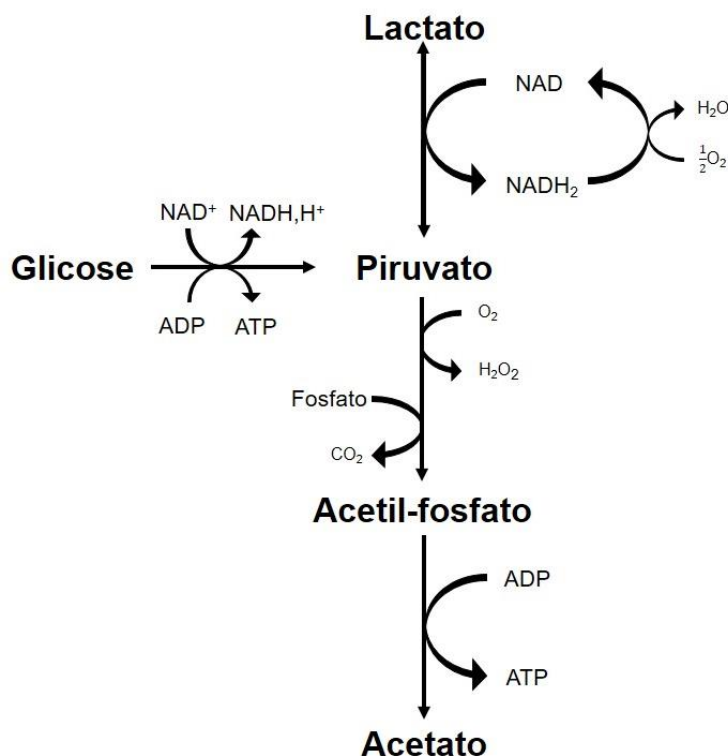 Lactato
NAD
H₂O
½O₂
NADH₂
NAD⁺ NADH,H⁺
Glicose
Piruvato
ADP ATP
O₂
H₂O₂
Fosfato
CO₂
Acetil-fosfato
ADP
ATP
Acetato